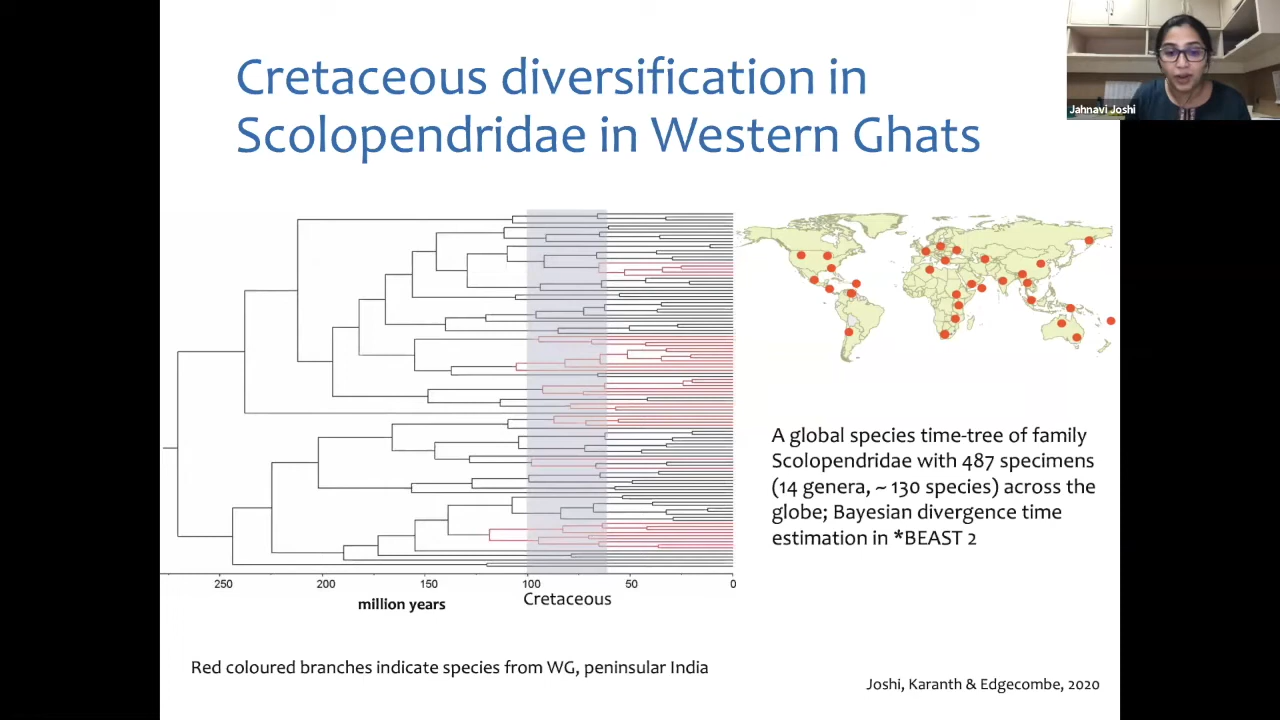 Cretaceous diversification in
Scolopendridae in Western Ghats
Jahnavi Joshi
A global species time-tree of family
Scolopendridae with 487 specimens
(14 genera, ~ 130 species) across the
globe; Bayesian divergence time
estimation in *BEAST 2
250 200 150 100 50 0
million years
Cretaceous
Red coloured branches indicate species from WG, peninsular India
Joshi, Karanth & Edgecombe, 2020